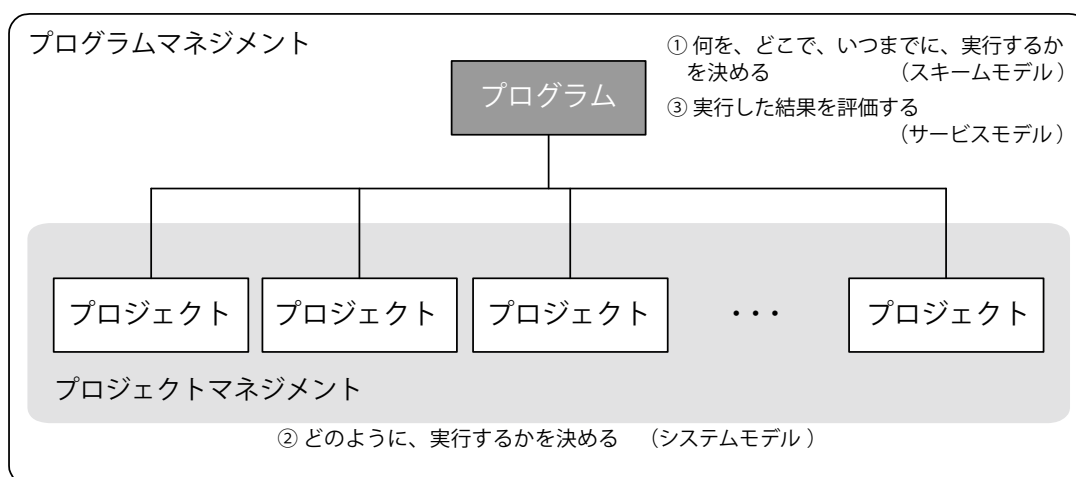 プログラムマネジメント
① 何を、どこで、いつまでに、実行するか
を決める (スキームモデル)
プログラム
③ 実行した結果を評価する
(サービスモデル)
プロジェクト プロジェクト プロジェクト ・・・ プロジェクト
プロジェクトマネジメント
② どのように、実行するかを決める (システムモデル)